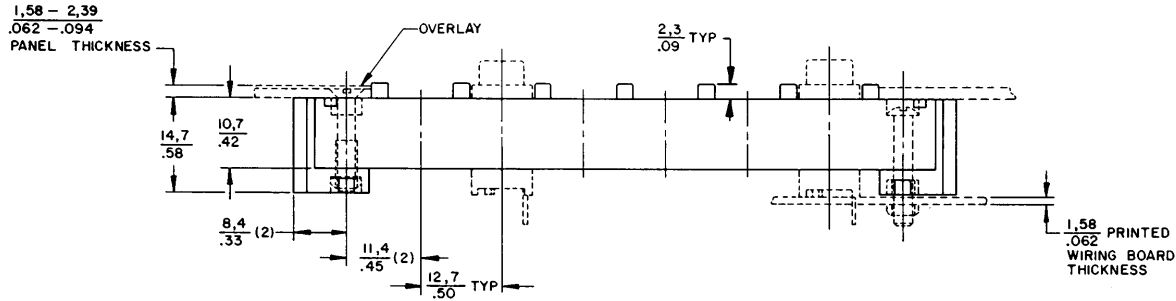 1,58 – 2,39
.062 – .094
PANEL THICKNESS
OVERLAY
2,3
.09
TYP
14,7
.58
10,7
.42
8,4
.33
(2)
11,4
.45
(2)
12,7
.50
TYP
1,58
.062
PRINTED
WIRING BOARD
THICKNESS